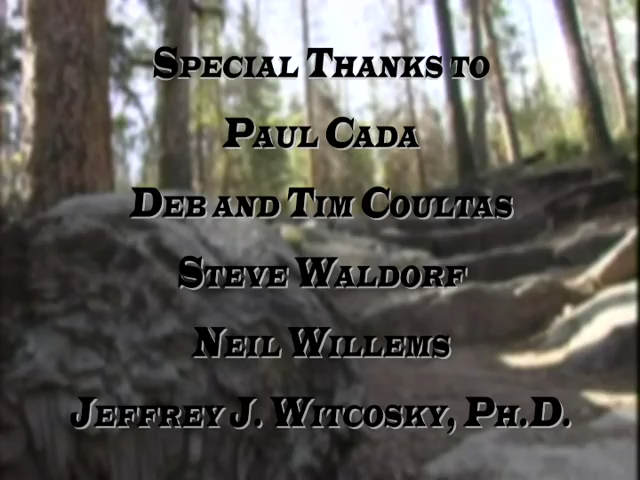 Special Thanks to
Paul Cada
Deb and Tim Coultas
Steve Waldorf
Neil Willems
Jeffrey J. Witcosky, Ph.D.